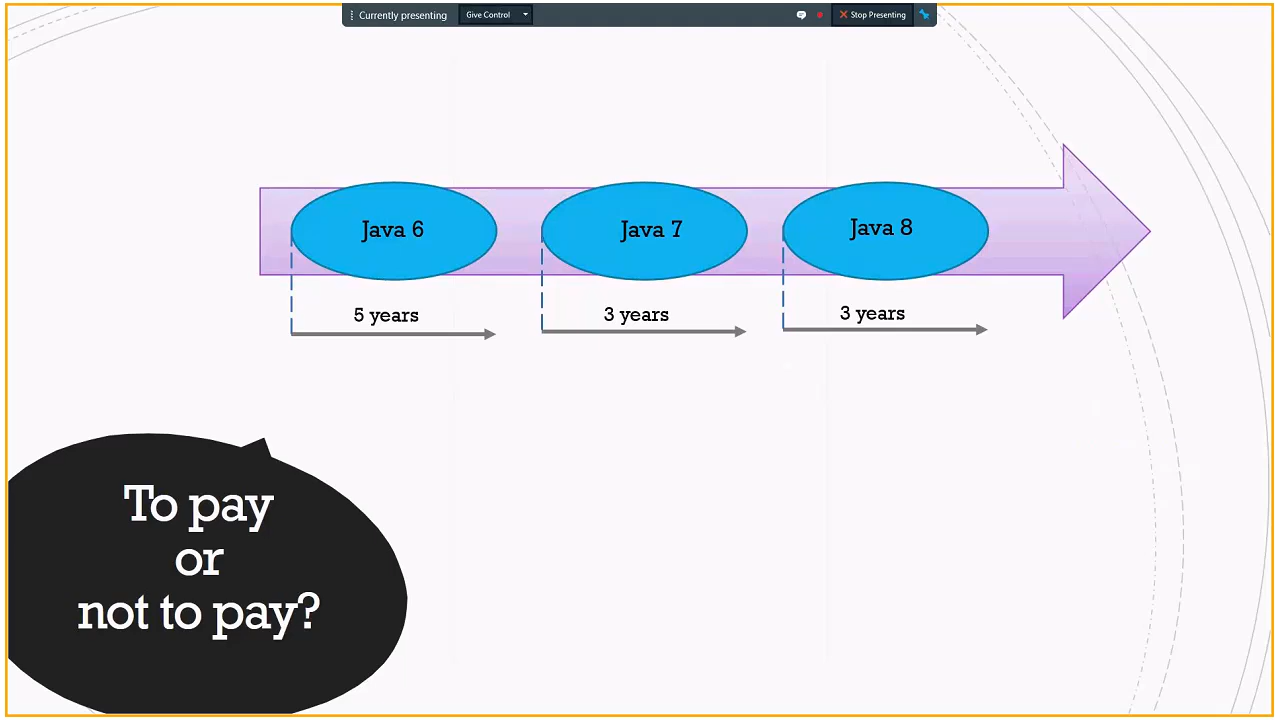 Currently presenting
Give Control
Stop Presenting
Java 6
Java 7
Java 8
5 years
3 years
3 years
To pay
or
not to pay?